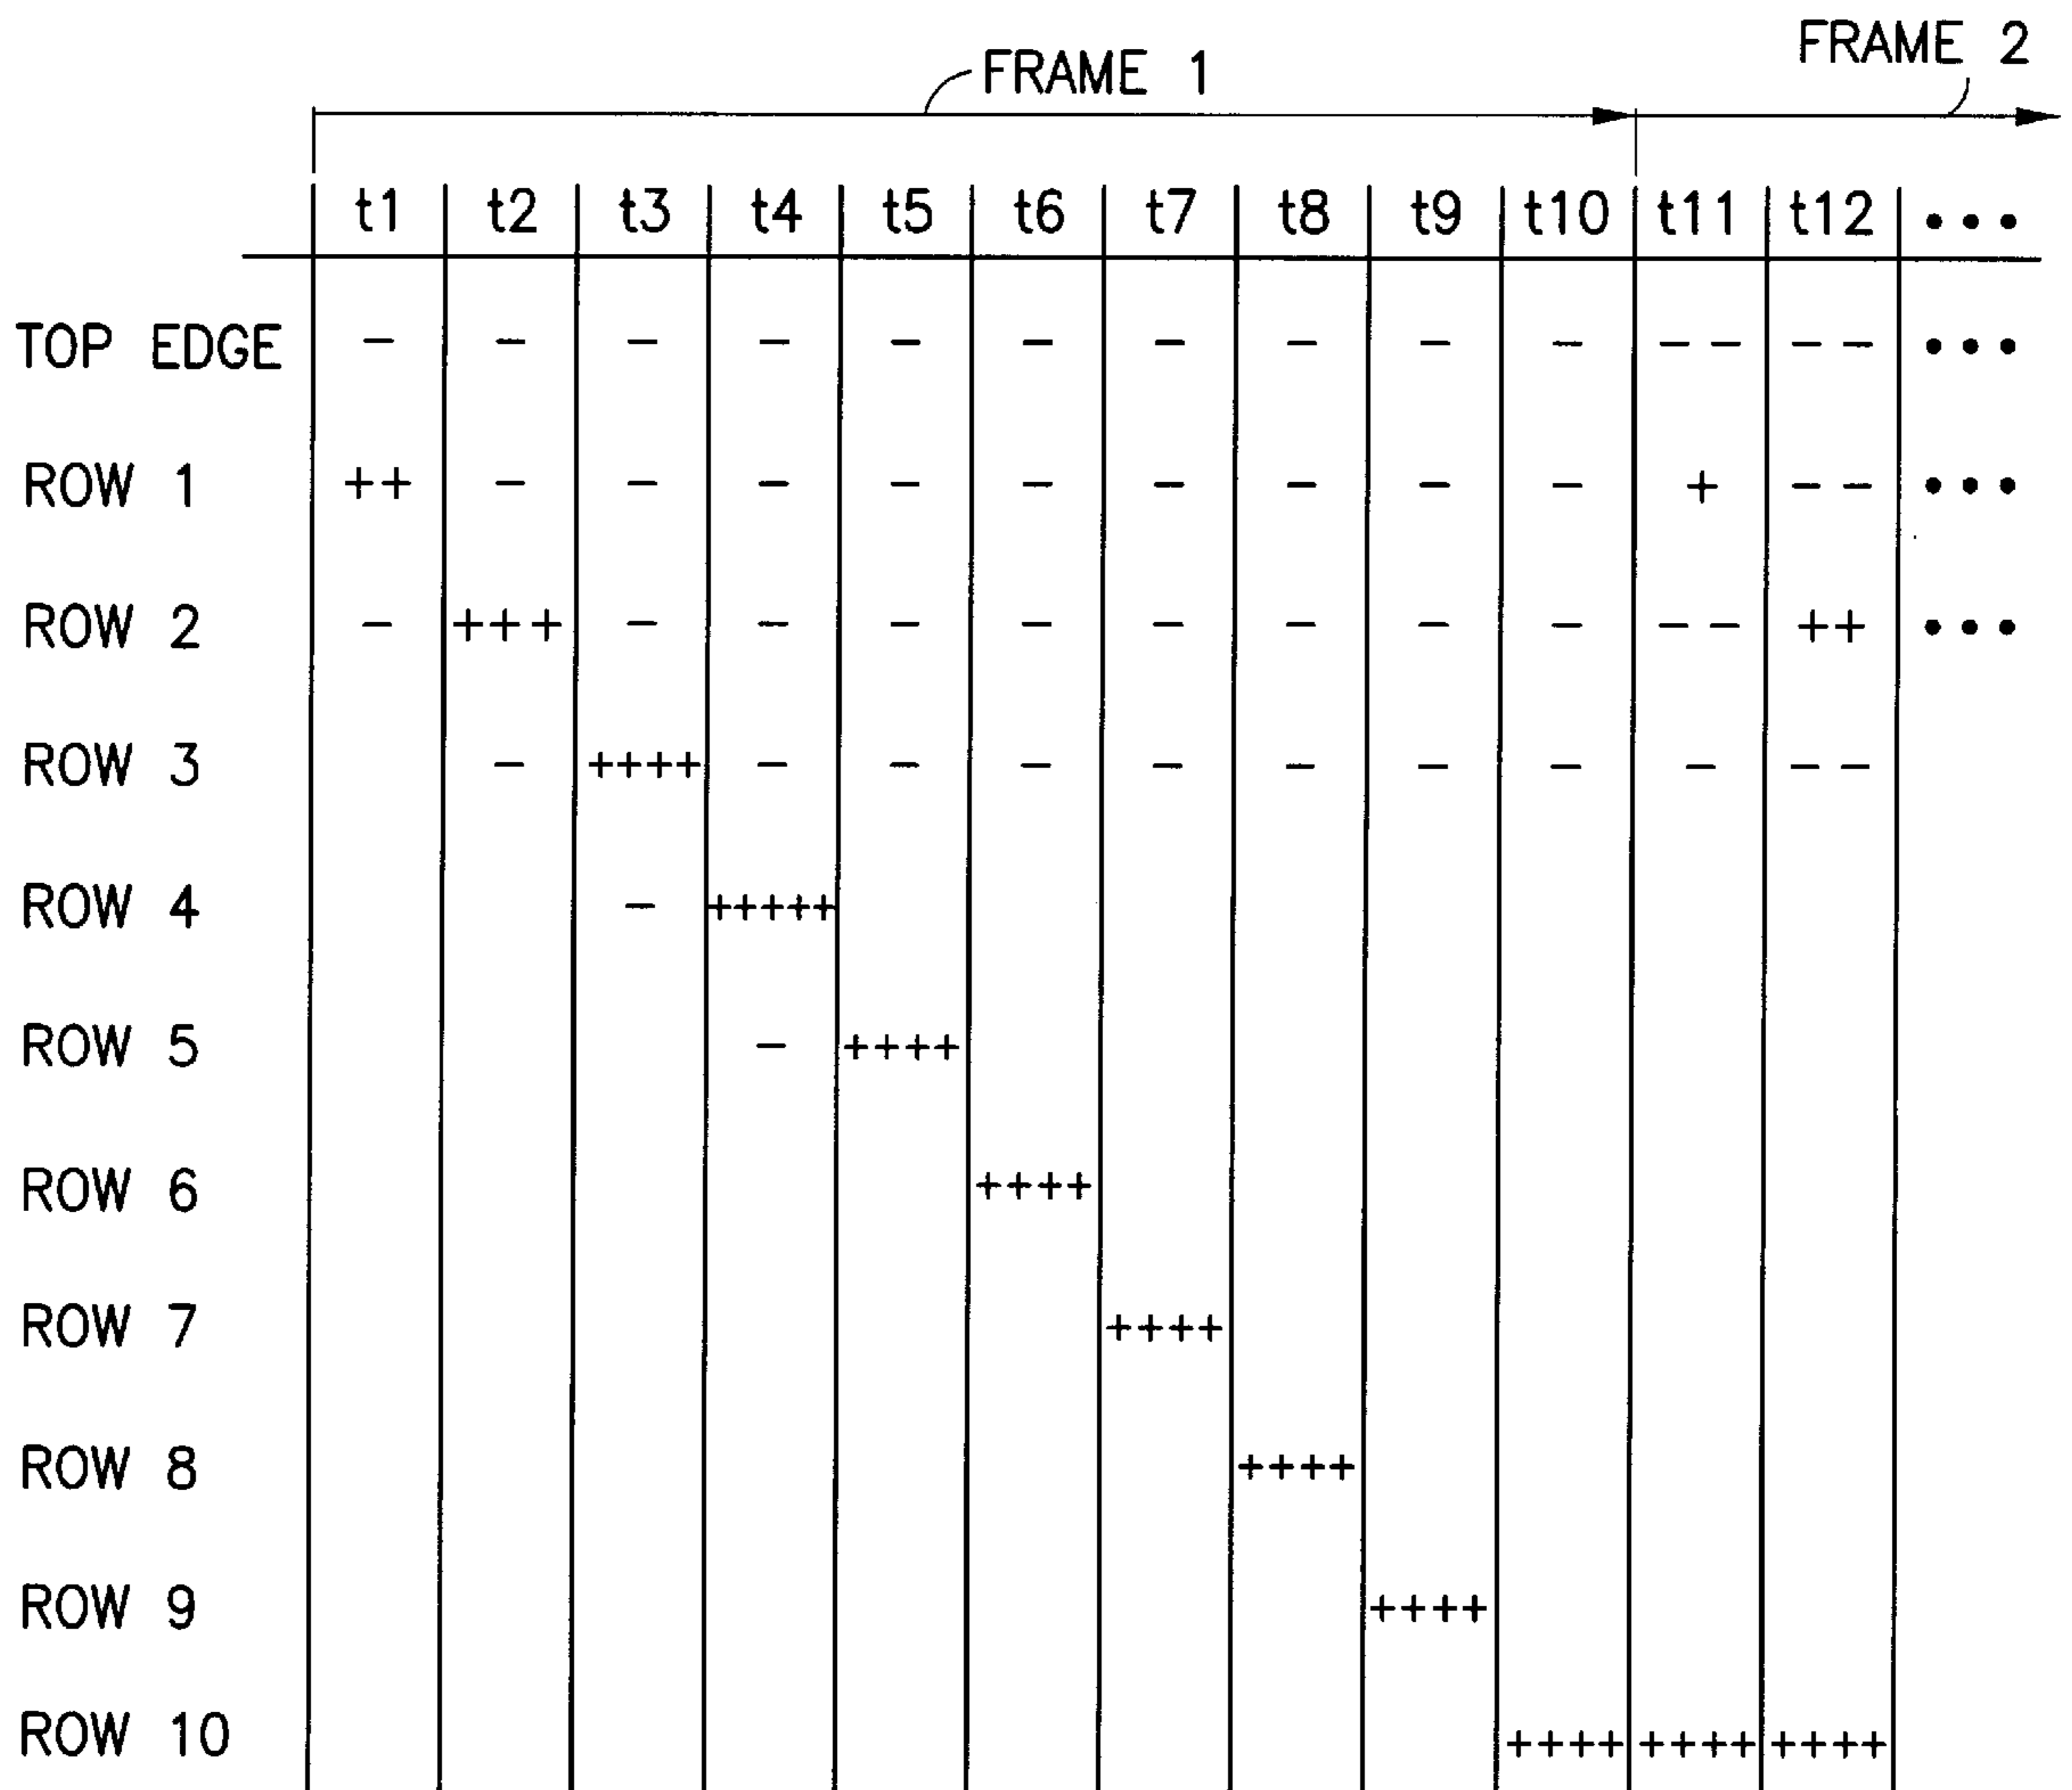 FRAME 1
FRAME 2
t1 t2 t3 t4 t5 t6 t7 t8 t9 t10 t11 t12 •••
TOP EDGE - - - - - - - - - - -- -- •••
ROW 1 ++ - - - - - - - - - + -- •••
ROW 2 - +++ - - - - - - - - -- ++ •••
ROW 3 - ++++ - - - - - - - - --
ROW 4 - +++++
ROW 5 - ++++
ROW 6 ++++
ROW 7 ++++
ROW 8 ++++
ROW 9 ++++
ROW 10 ++++ ++++ ++++